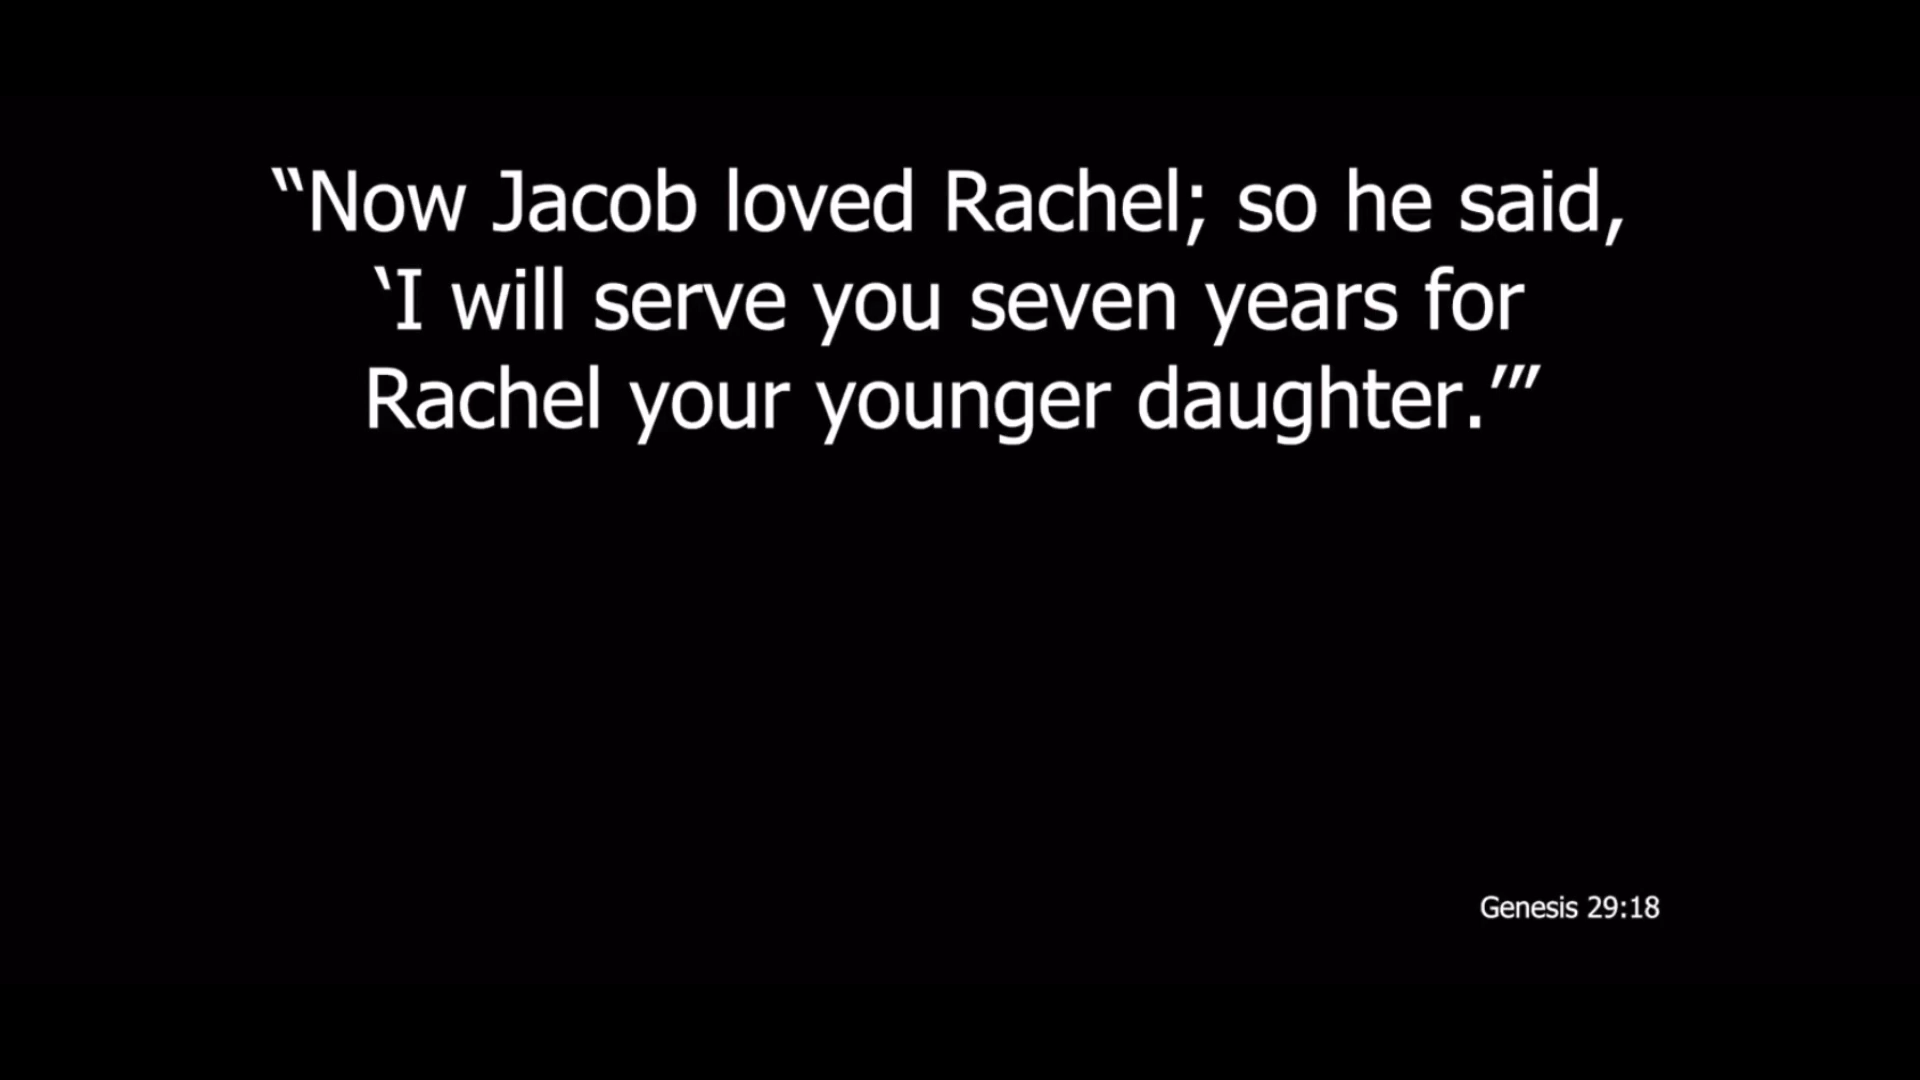 “Now Jacob loved Rachel; so he said,
‘I will serve you seven years for
Rachel your younger daughter.’”
Genesis 29:18